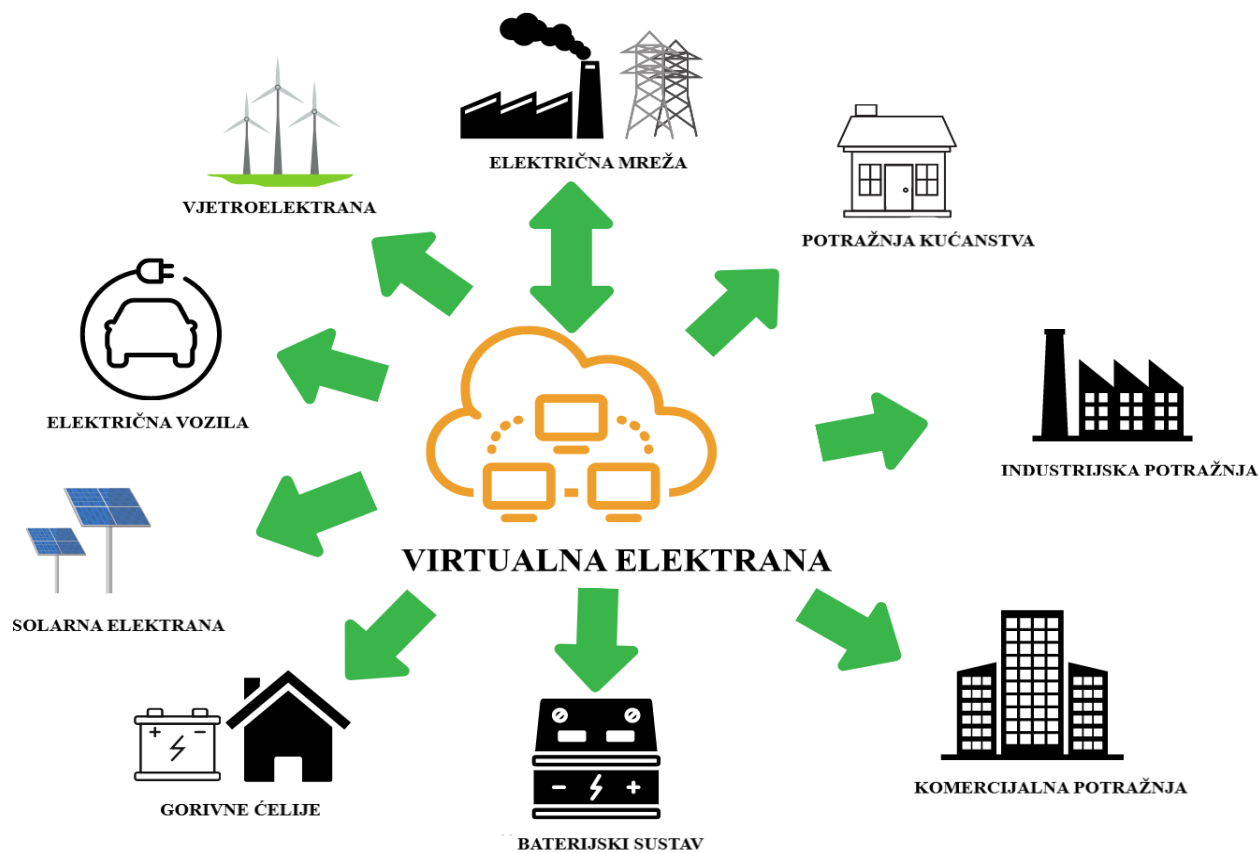 ELEKTRIČNA MREŽA
VJETROELEKTRANA
POTRAŽNJA KUĆANSTVA
ELEKTRIČNA VOZILA
INDUSTRIJSKA POTRAŽNJA
VIRTUALNA ELEKTRANA
SOLARNA ELEKTRANA
KOMERCIJALNA POTRAŽNJA
GORIVNE ĆELIJE
BATERIJSKI SUSTAV